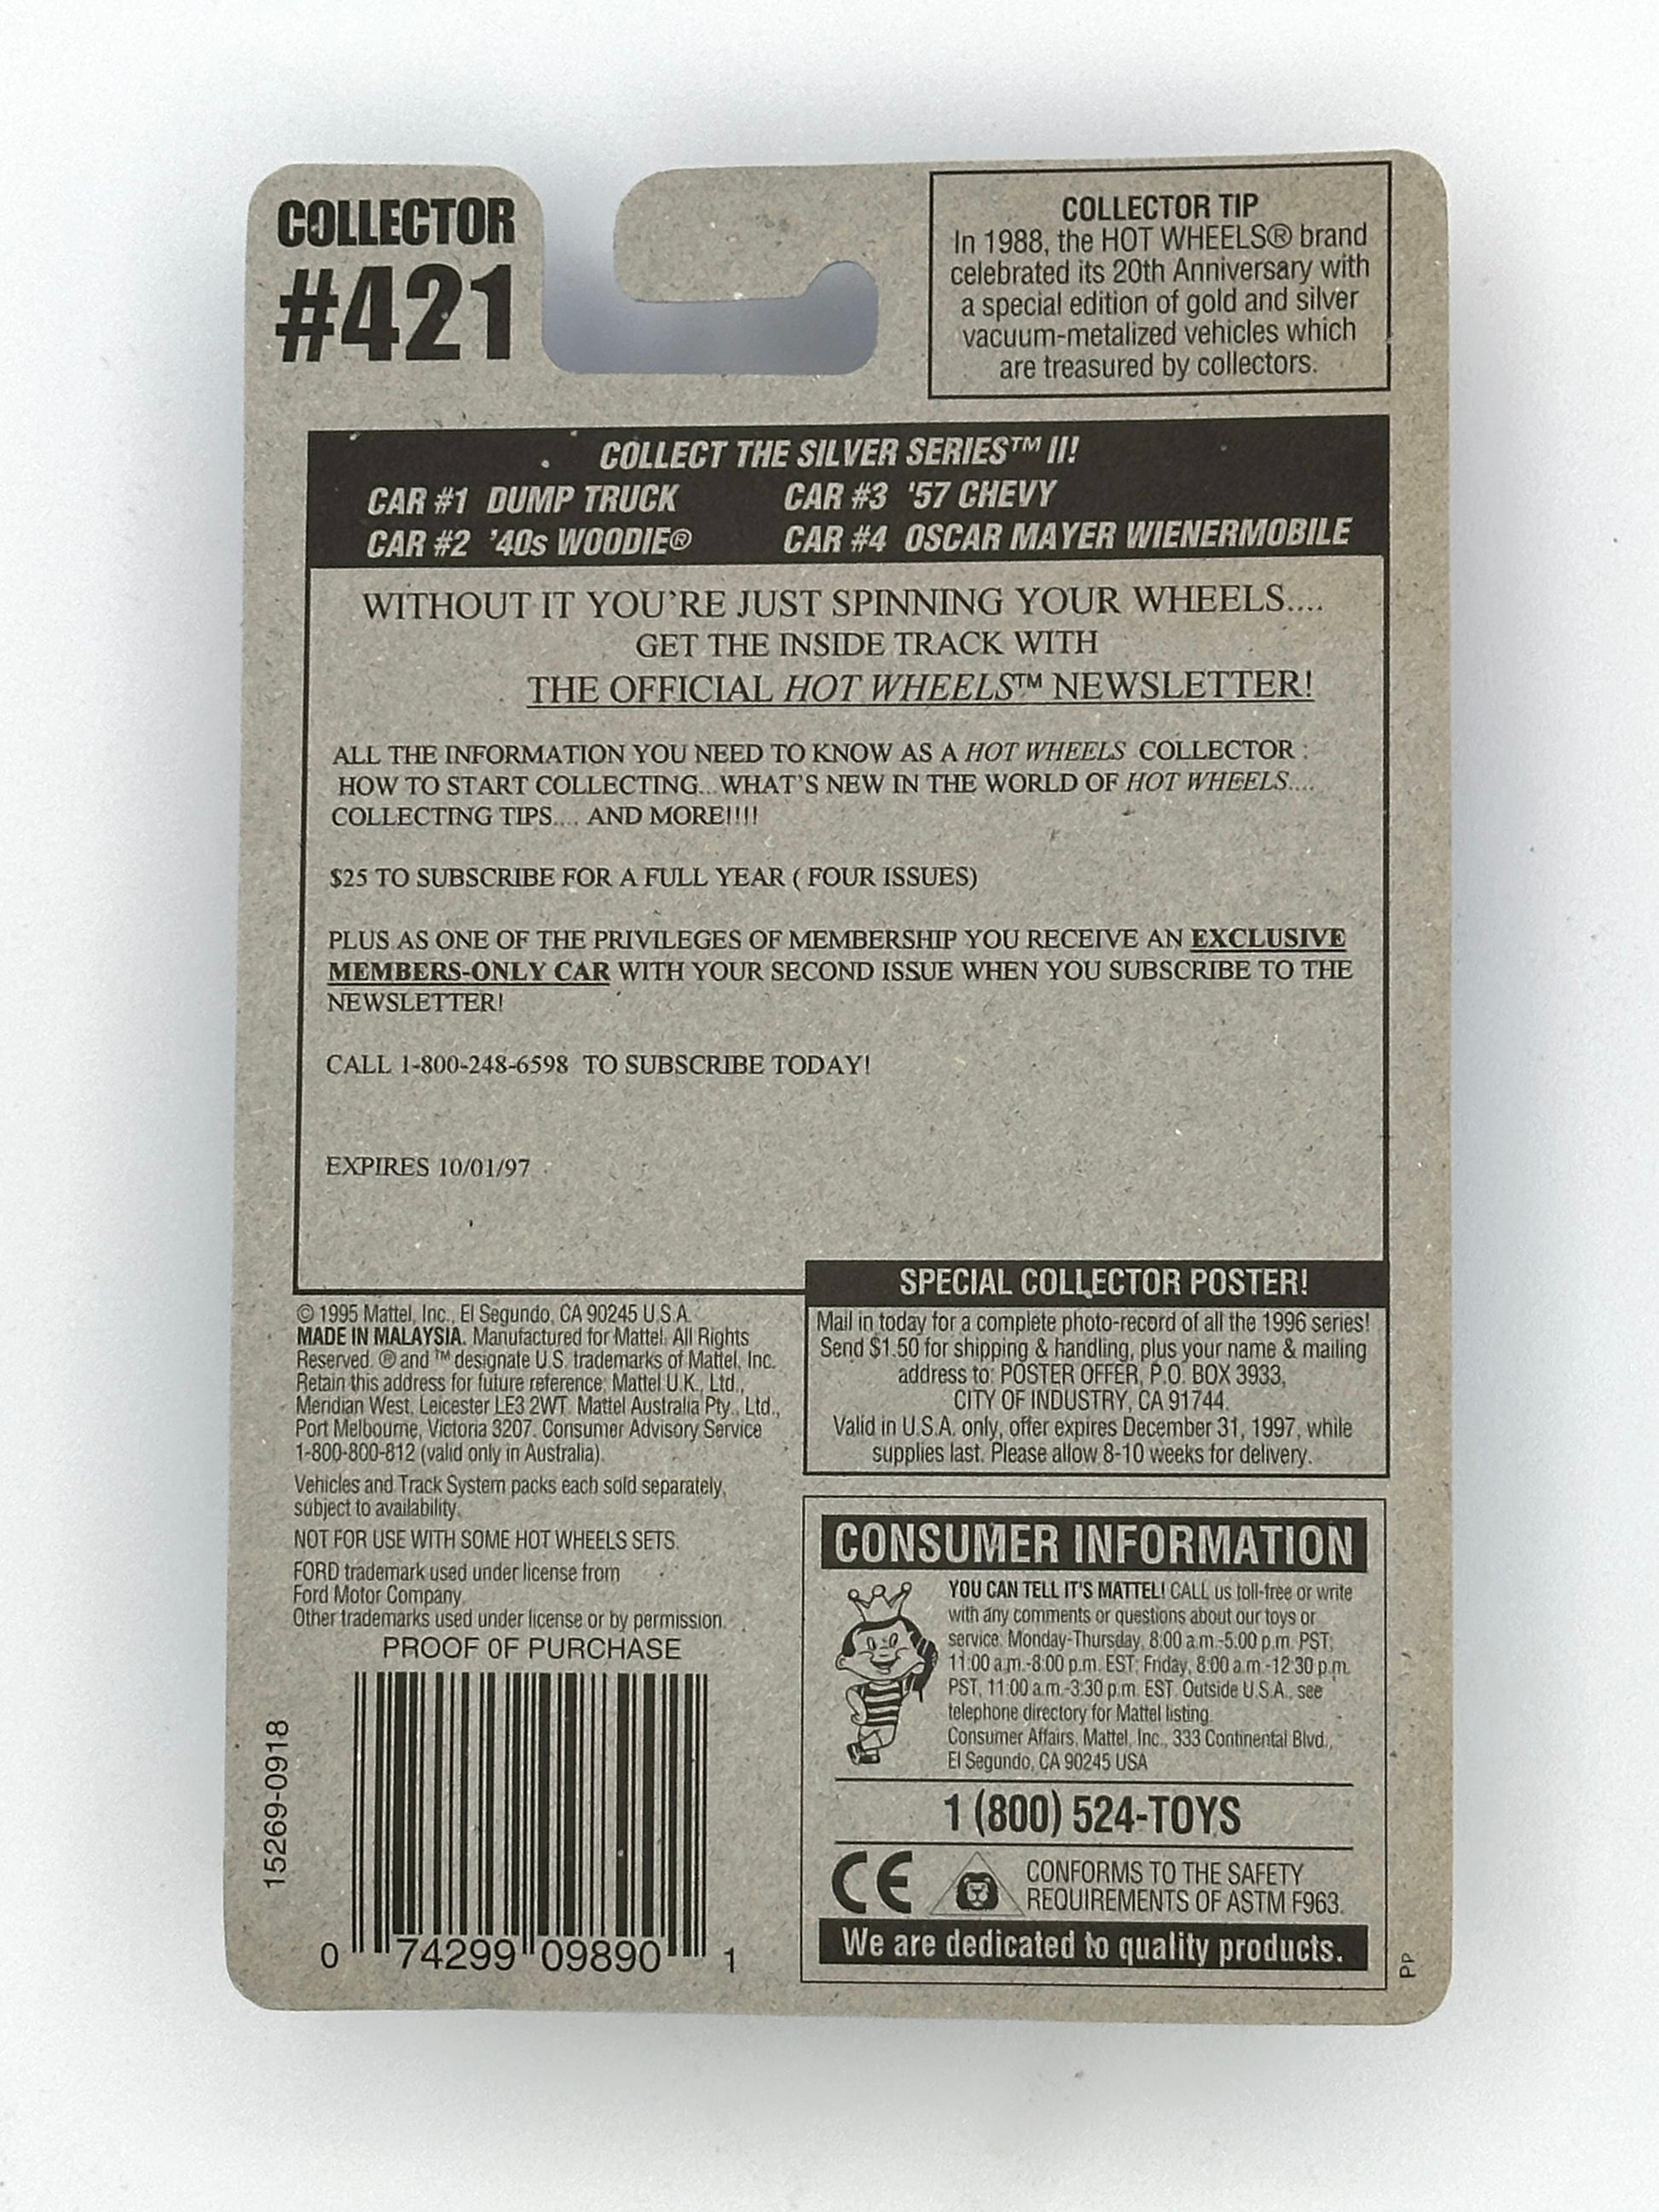 COLLECTOR
#421
COLLECTOR TIP
In 1988, the HOT WHEELS® brand
celebrated its 20th Anniversary with
a special edition of gold and silver
vacuum-metalized vehicles which
are treasured by collectors.
COLLECT THE SILVER SERIES™ II!
CAR #1 DUMP TRUCK CAR #3 '57 CHEVY
CAR #2 '40s WOODIE® CAR #4 OSCAR MAYER WIENERMOBILE
WITHOUT IT YOU'RE JUST SPINNING YOUR WHEELS....
GET THE INSIDE TRACK WITH
THE OFFICIAL HOT WHEELS™ NEWSLETTER!
ALL THE INFORMATION YOU NEED TO KNOW AS A HOT WHEELS COLLECTOR :
HOW TO START COLLECTING...WHAT'S NEW IN THE WORLD OF HOT WHEELS....
COLLECTING TIPS.... AND MORE!!!!
$25 TO SUBSCRIBE FOR A FULL YEAR ( FOUR ISSUES)
PLUS AS ONE OF THE PRIVILEGES OF MEMBERSHIP YOU RECEIVE AN EXCLUSIVE
MEMBERS-ONLY CAR WITH YOUR SECOND ISSUE WHEN YOU SUBSCRIBE TO THE
NEWSLETTER!
CALL 1-800-248-6598 TO SUBSCRIBE TODAY!
EXPIRES 10/01/97
SPECIAL COLLECTOR POSTER!
Mail in today for a complete photo-record of all the 1996 series!
Send $1.50 for shipping & handling, plus your name & mailing
address to: POSTER OFFER, P.O. BOX 3933,
CITY OF INDUSTRY, CA 91744.
Valid in U.S.A. only, offer expires December 31, 1997, while
supplies last. Please allow 8-10 weeks for delivery.
© 1995 Mattel, Inc., El Segundo, CA 90245 U.S.A.
MADE IN MALAYSIA. Manufactured for Mattel. All Rights
Reserved. ® and ™ designate U.S. trademarks of Mattel, Inc.
Retain this address for future reference: Mattel U.K., Ltd.,
Meridian West, Leicester LE3 2WT. Mattel Australia Pty., Ltd.,
Port Melbourne, Victoria 3207. Consumer Advisory Service
1-800-800-812 (valid only in Australia).
Vehicles and Track System packs each sold separately,
subject to availability.
NOT FOR USE WITH SOME HOT WHEELS SETS.
FORD trademark used under license from
Ford Motor Company.
Other trademarks used under license or by permission.
PROOF OF PURCHASE
15269-0918
0 74299 09890 1
CONSUMER INFORMATION
YOU CAN TELL IT'S MATTEL! CALL us toll-free or write
with any comments or questions about our toys or
service. Monday-Thursday, 8:00 a.m.-5:00 p.m. PST;
11:00 a.m.-8:00 p.m. EST; Friday, 8:00 a.m.-12:30 p.m.
PST, 11:00 a.m.-3:30 p.m. EST. Outside U.S.A., see
telephone directory for Mattel listing.
Consumer Affairs, Mattel, Inc., 333 Continental Blvd.,
El Segundo, CA 90245 USA
1 (800) 524-TOYS
CE
CONFORMS TO THE SAFETY
REQUIREMENTS OF ASTM F963.
We are dedicated to quality products.
Pp